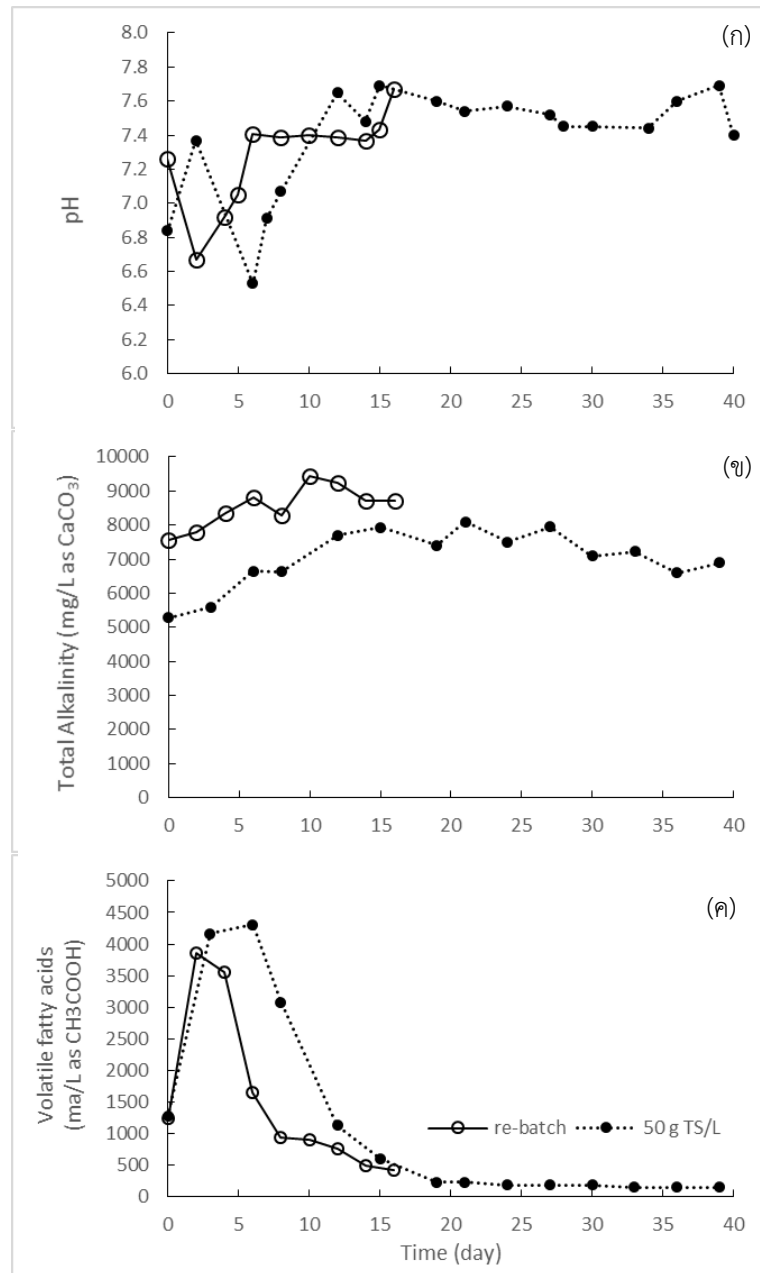 (ก)
8.0
7.8
7.6
7.4
7.2
7.0
6.8
6.6
6.4
6.2
6.0
pH
0 5 10 15 20 25 30 35 40
(ข)
10000
9000
8000
7000
6000
5000
4000
3000
2000
1000
0
Total Alkalinity (mg/L as CaCO₃)
0 5 10 15 20 25 30 35 40
(ค)
5000
4500
4000
3500
3000
2500
2000
1500
1000
500
0
Volatile fatty acids
(ma/L as CH3COOH)
re-batch 50 g TS/L
0 5 10 15 20 25 30 35 40
Time (day)